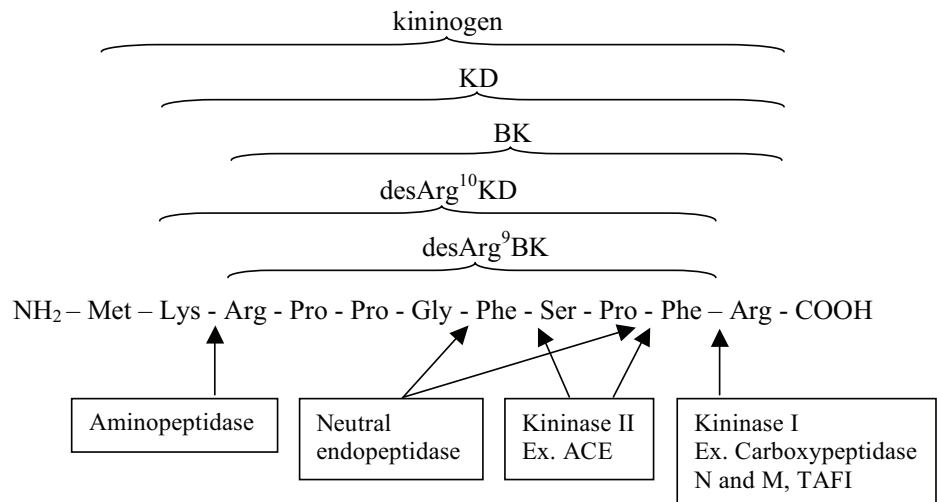 kininogen
KD
BK
desArg¹⁰KD
desArg⁹BK
NH₂ – Met – Lys - Arg - Pro - Pro - Gly - Phe - Ser - Pro - Phe – Arg - COOH
Aminopeptidase
Neutral
endopeptidase
Kininase II
Ex. ACE
Kininase I
Ex. Carboxypeptidase
N and M, TAFI